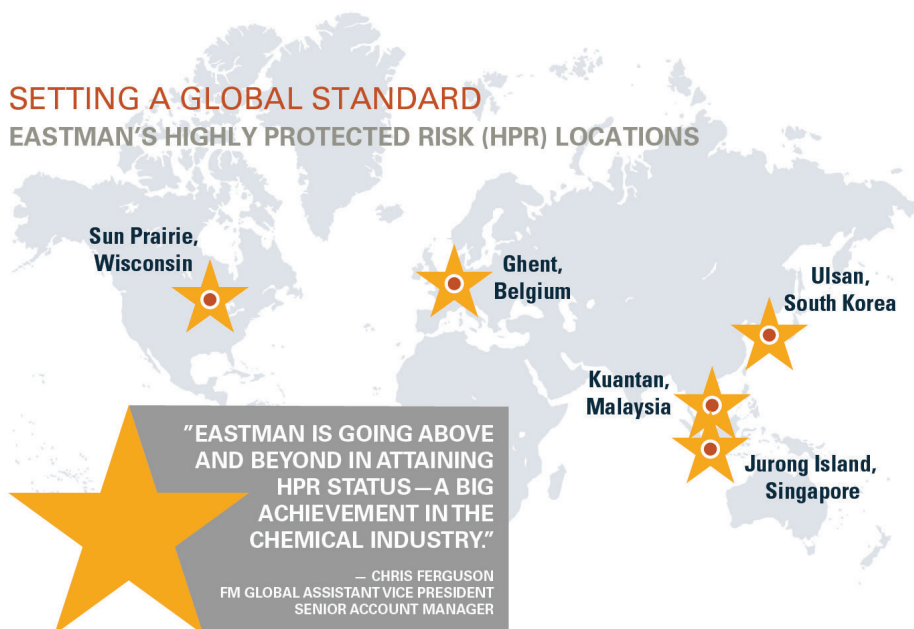 SETTING A GLOBAL STANDARD
EASTMAN'S HIGHLY PROTECTED RISK (HPR) LOCATIONS
Sun Prairie,
Wisconsin
Ghent,
Belgium
Ulsan,
South Korea
Kuantan,
Malaysia
Jurong Island,
Singapore
"EASTMAN IS GOING ABOVE
AND BEYOND IN ATTAINING
HPR STATUS—A BIG
ACHIEVEMENT IN THE
CHEMICAL INDUSTRY."
— CHRIS FERGUSON
FM GLOBAL ASSISTANT VICE PRESIDENT
SENIOR ACCOUNT MANAGER